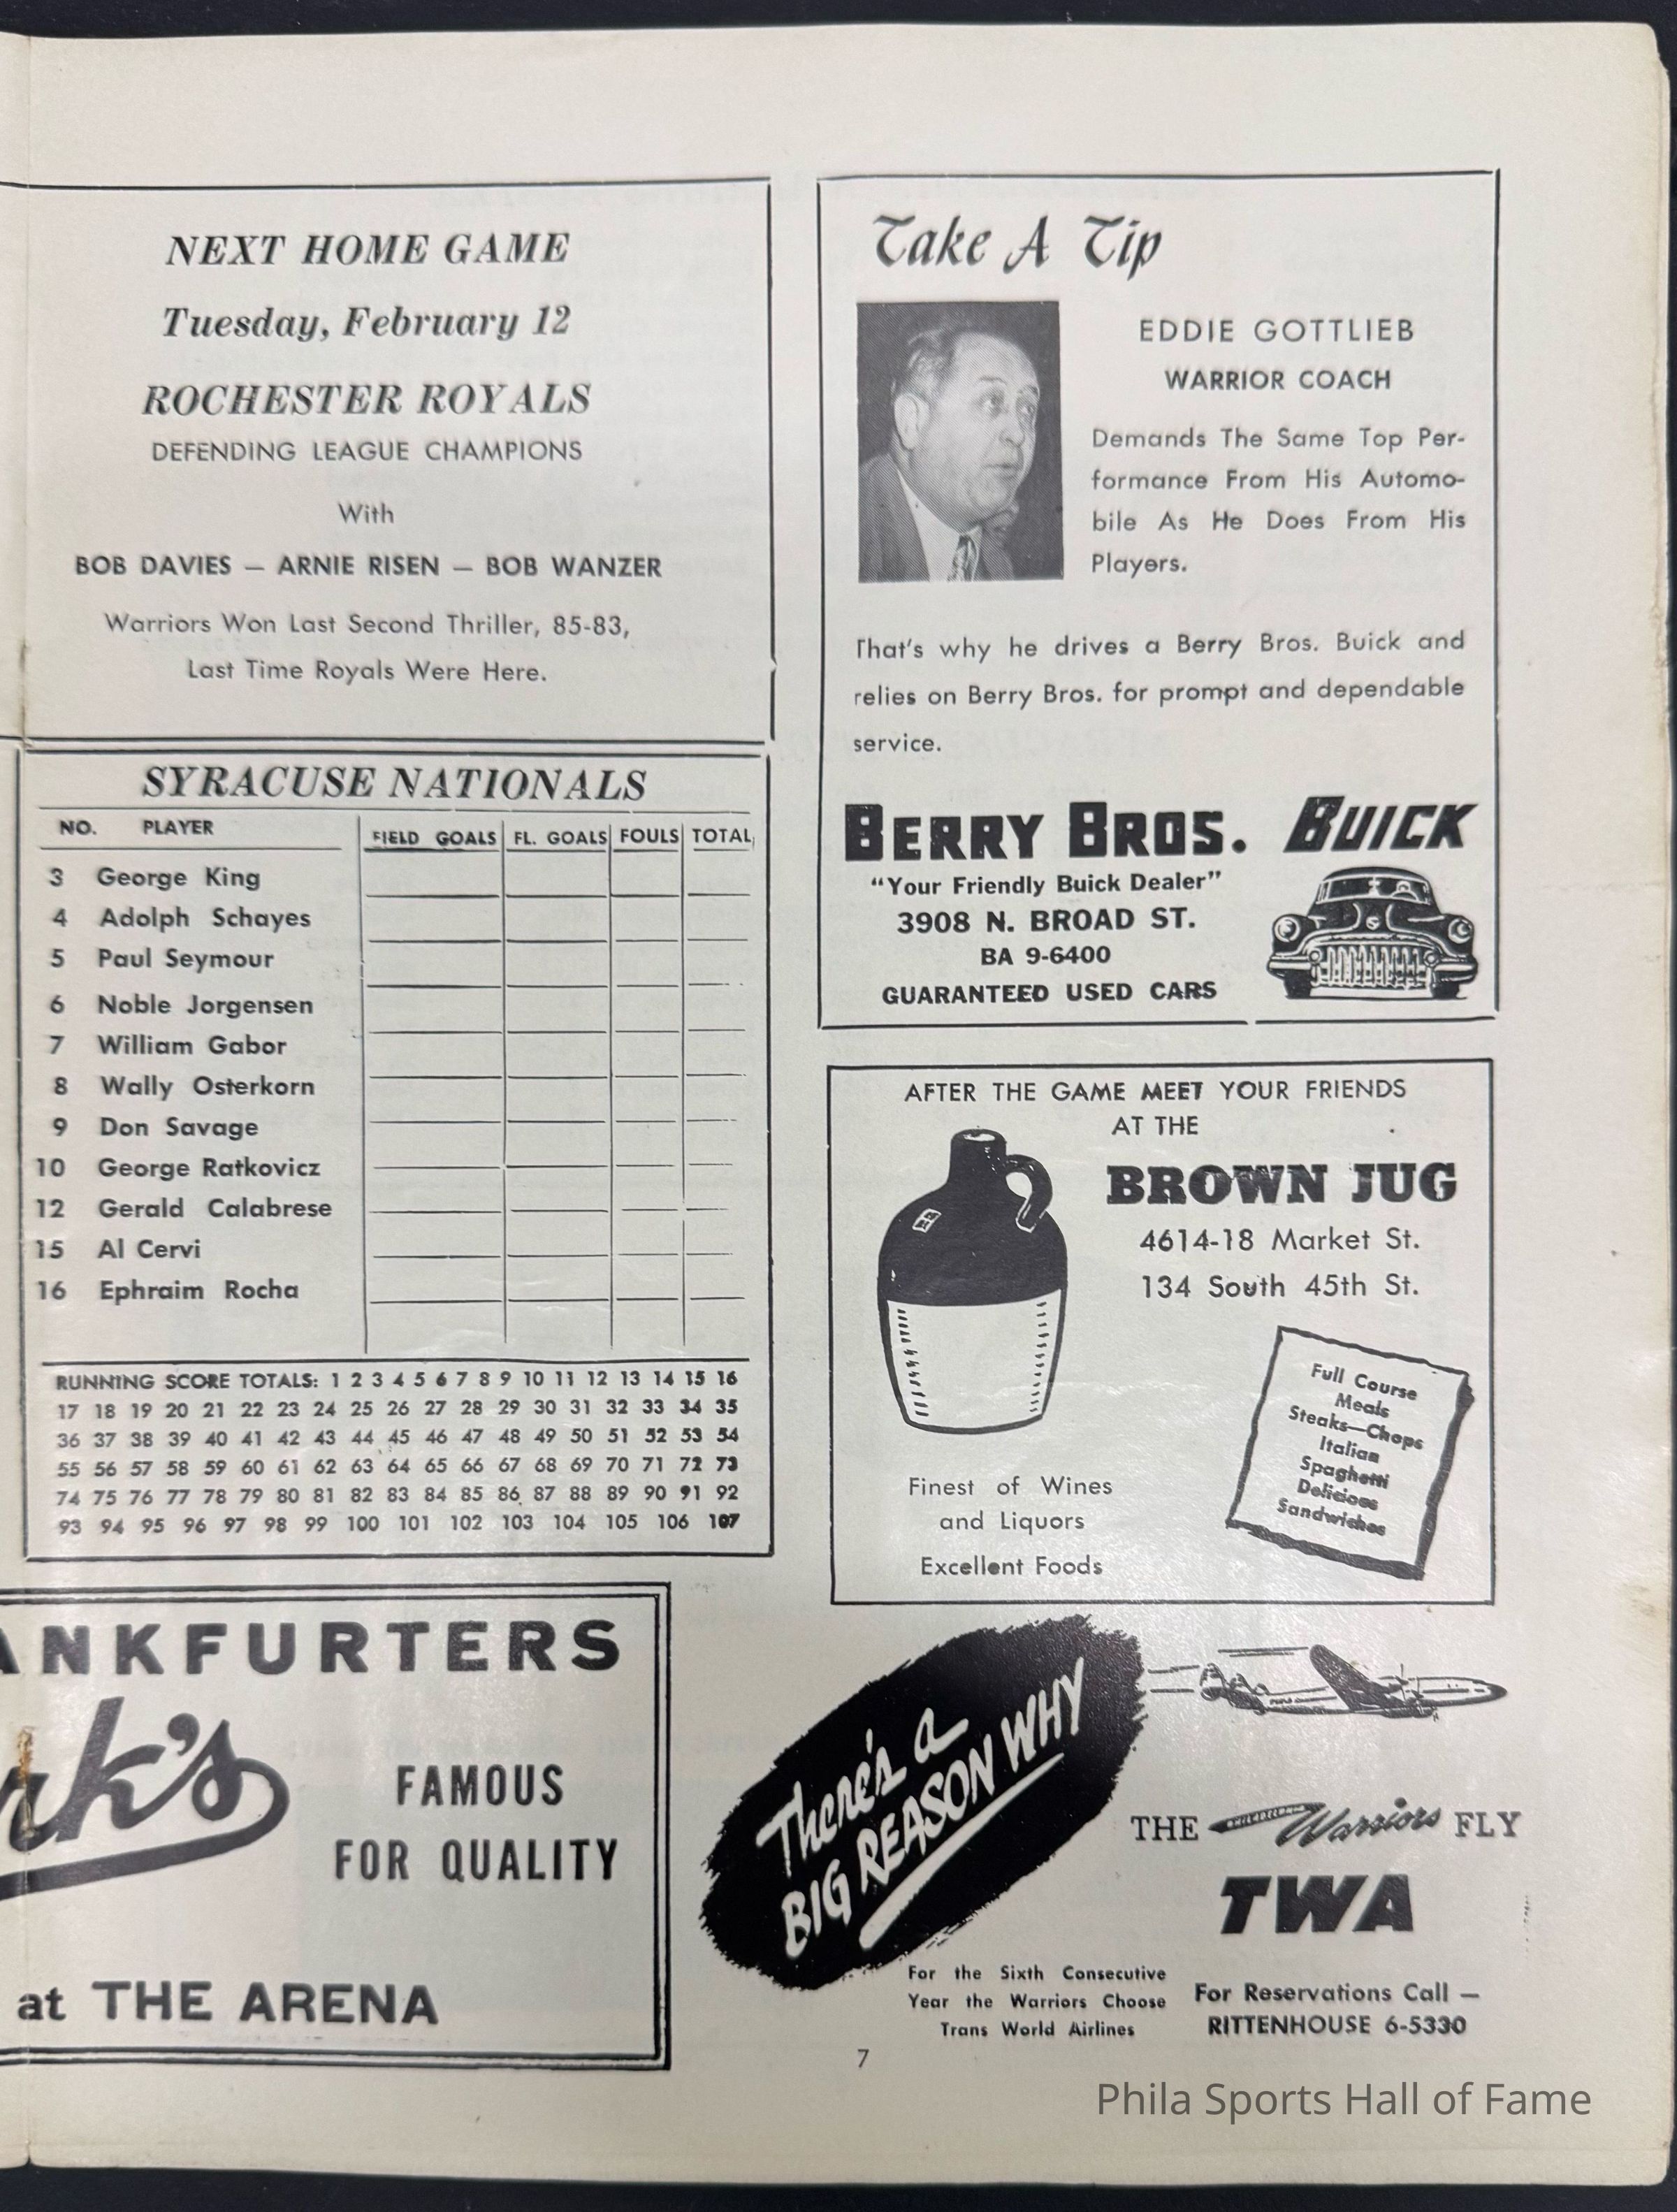 NEXT HOME GAME
Tuesday, February 12
ROCHESTER ROYALS
DEFENDING LEAGUE CHAMPIONS
With
BOB DAVIES — ARNIE RISEN — BOB WANZER
Warriors Won Last Second Thriller, 85-83,
Last Time Royals Were Here.
SYRACUSE NATIONALS
NO. PLAYER FIELD GOALS FL. GOALS FOULS TOTAL
3 George King
4 Adolph Schayes
5 Paul Seymour
6 Noble Jorgensen
7 William Gabor
8 Wally Osterkorn
9 Don Savage
10 George Ratkovicz
12 Gerald Calabrese
15 Al Cervi
16 Ephraim Rocha
RUNNING SCORE TOTALS: 1 2 3 4 5 6 7 8 9 10 11 12 13 14 15 16
17 18 19 20 21 22 23 24 25 26 27 28 29 30 31 32 33 34 35
36 37 38 39 40 41 42 43 44 45 46 47 48 49 50 51 52 53 54
55 56 57 58 59 60 61 62 63 64 65 66 67 68 69 70 71 72 73
74 75 76 77 78 79 80 81 82 83 84 85 86 87 88 89 90 91 92
93 94 95 96 97 98 99 100 101 102 103 104 105 106 107
ANKFURTERS
rk's
FAMOUS
FOR QUALITY
at THE ARENA
Take A Tip
EDDIE GOTTLIEB
WARRIOR COACH
Demands The Same Top Per-
formance From His Automo-
bile As He Does From His
Players.
That's why he drives a Berry Bros. Buick and
relies on Berry Bros. for prompt and dependable
service.
BERRY BROS. BUICK
"Your Friendly Buick Dealer"
3908 N. BROAD ST.
BA 9-6400
GUARANTEED USED CARS
AFTER THE GAME MEET YOUR FRIENDS
AT THE
BROWN JUG
4614-18 Market St.
134 South 45th St.
Full Course
Meals
Steaks—Chops
Italian
Spaghetti
Delicious
Sandwiches
Finest of Wines
and Liquors
Excellent Foods
There's a
BIG REASON WHY
THE Warriors FLY
TWA
For the Sixth Consecutive
Year the Warriors Choose
Trans World Airlines
For Reservations Call —
RITTENHOUSE 6-5330
7
Phila Sports Hall of Fame